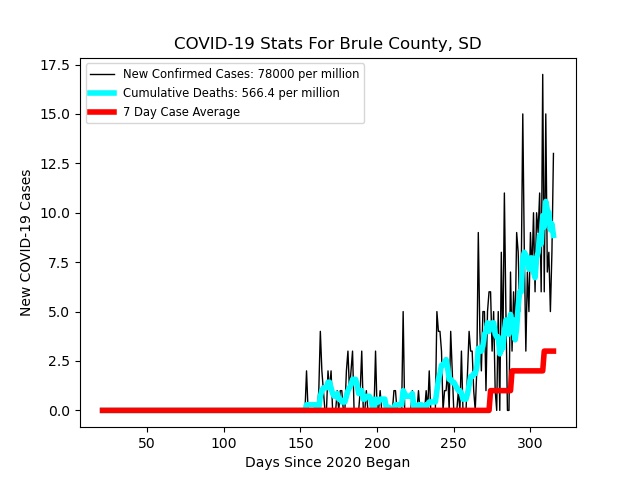 COVID-19 Stats For Brule County, SD
New Confirmed Cases: 78000 per million
Cumulative Deaths: 566.4 per million
7 Day Case Average
New COVID-19 Cases
17.5
15.0
12.5
10.0
7.5
5.0
2.5
0.0
50 100 150 200 250 300
Days Since 2020 Began